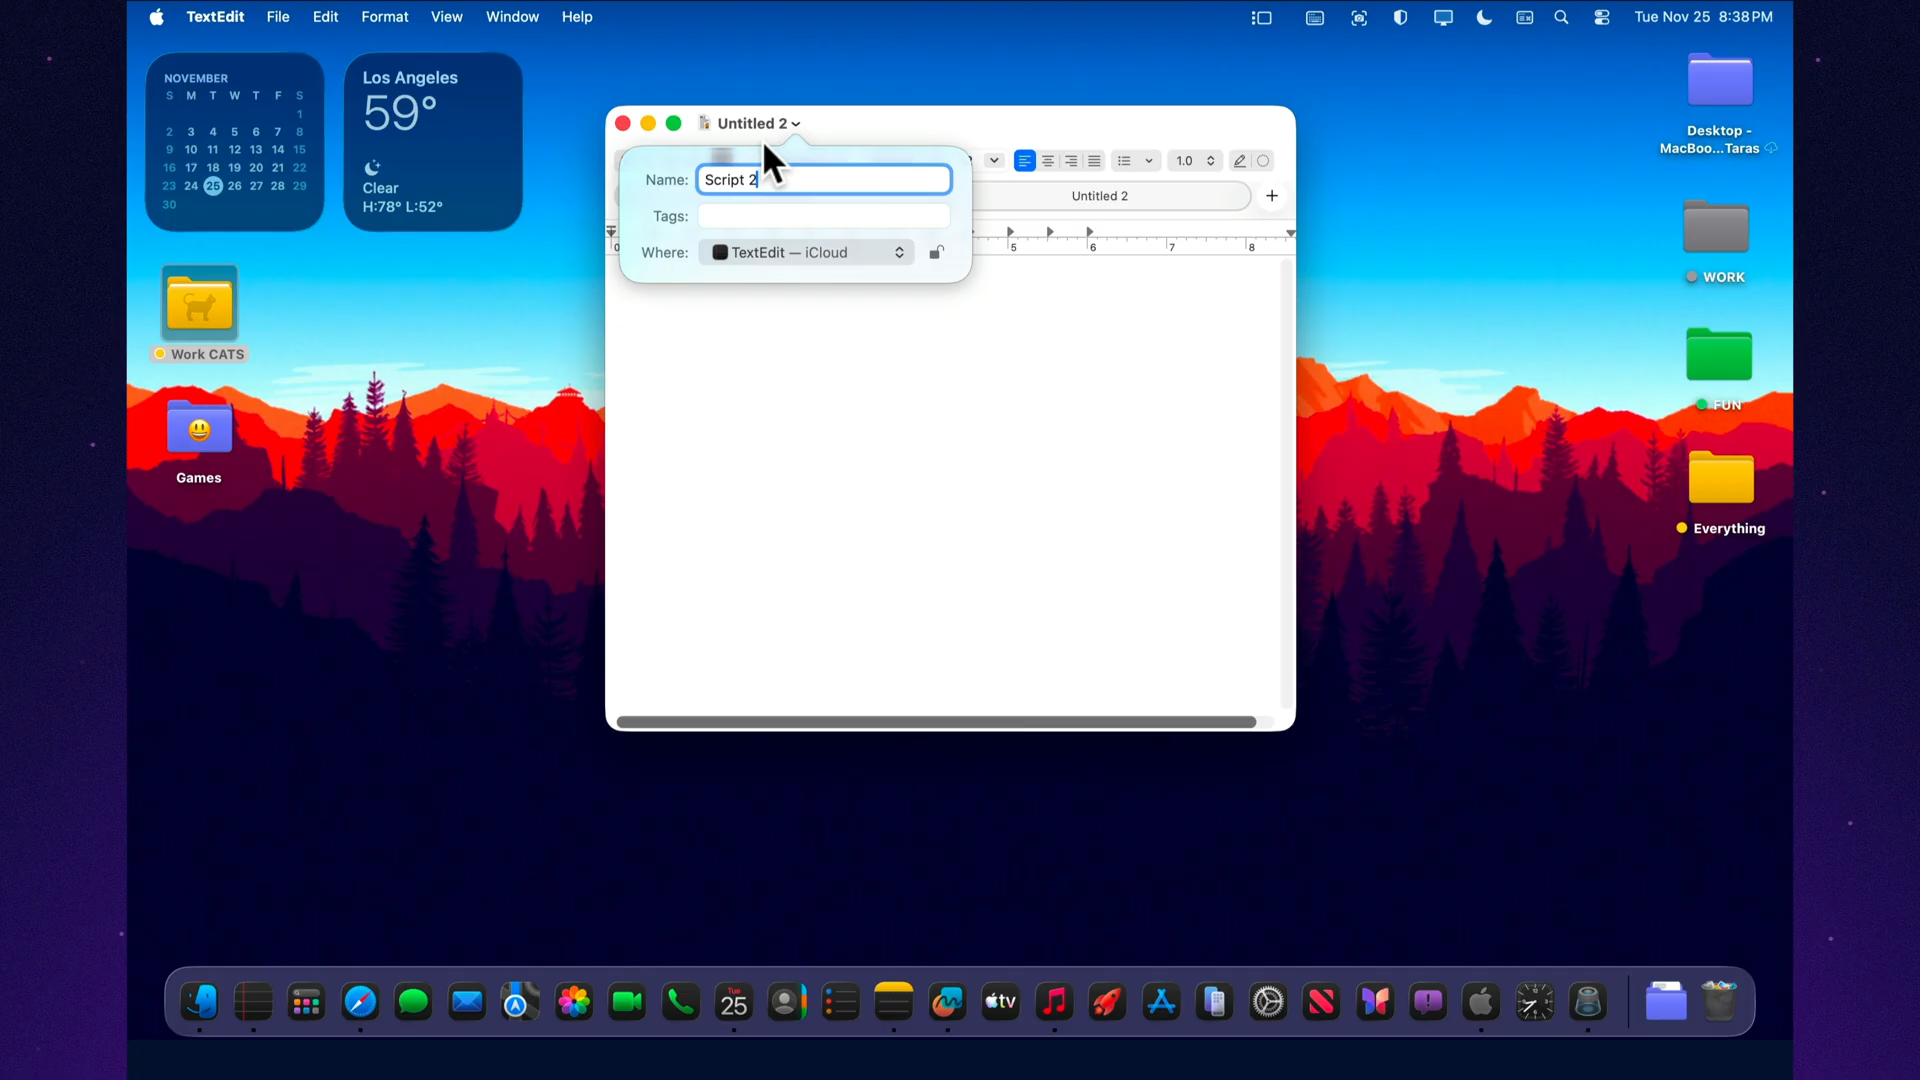 TextEdit File Edit Format View Window Help
Tue Nov 25 8:38 PM
NOVEMBER
S M T W T F S
1
2 3 4 5 6 7 8
9 10 11 12 13 14 15
16 17 18 19 20 21 22
23 24 25 26 27 28 29
30
Los Angeles
59°
Clear
H:78° L:52°
Work CATS
Games
Untitled 2
1.0
Name: Script 2
Tags:
Where: TextEdit — iCloud
Untitled 2
0 5 6 7 8
Desktop -
MacBoo...Taras
WORK
FUN
Everything
Tue
25
tv